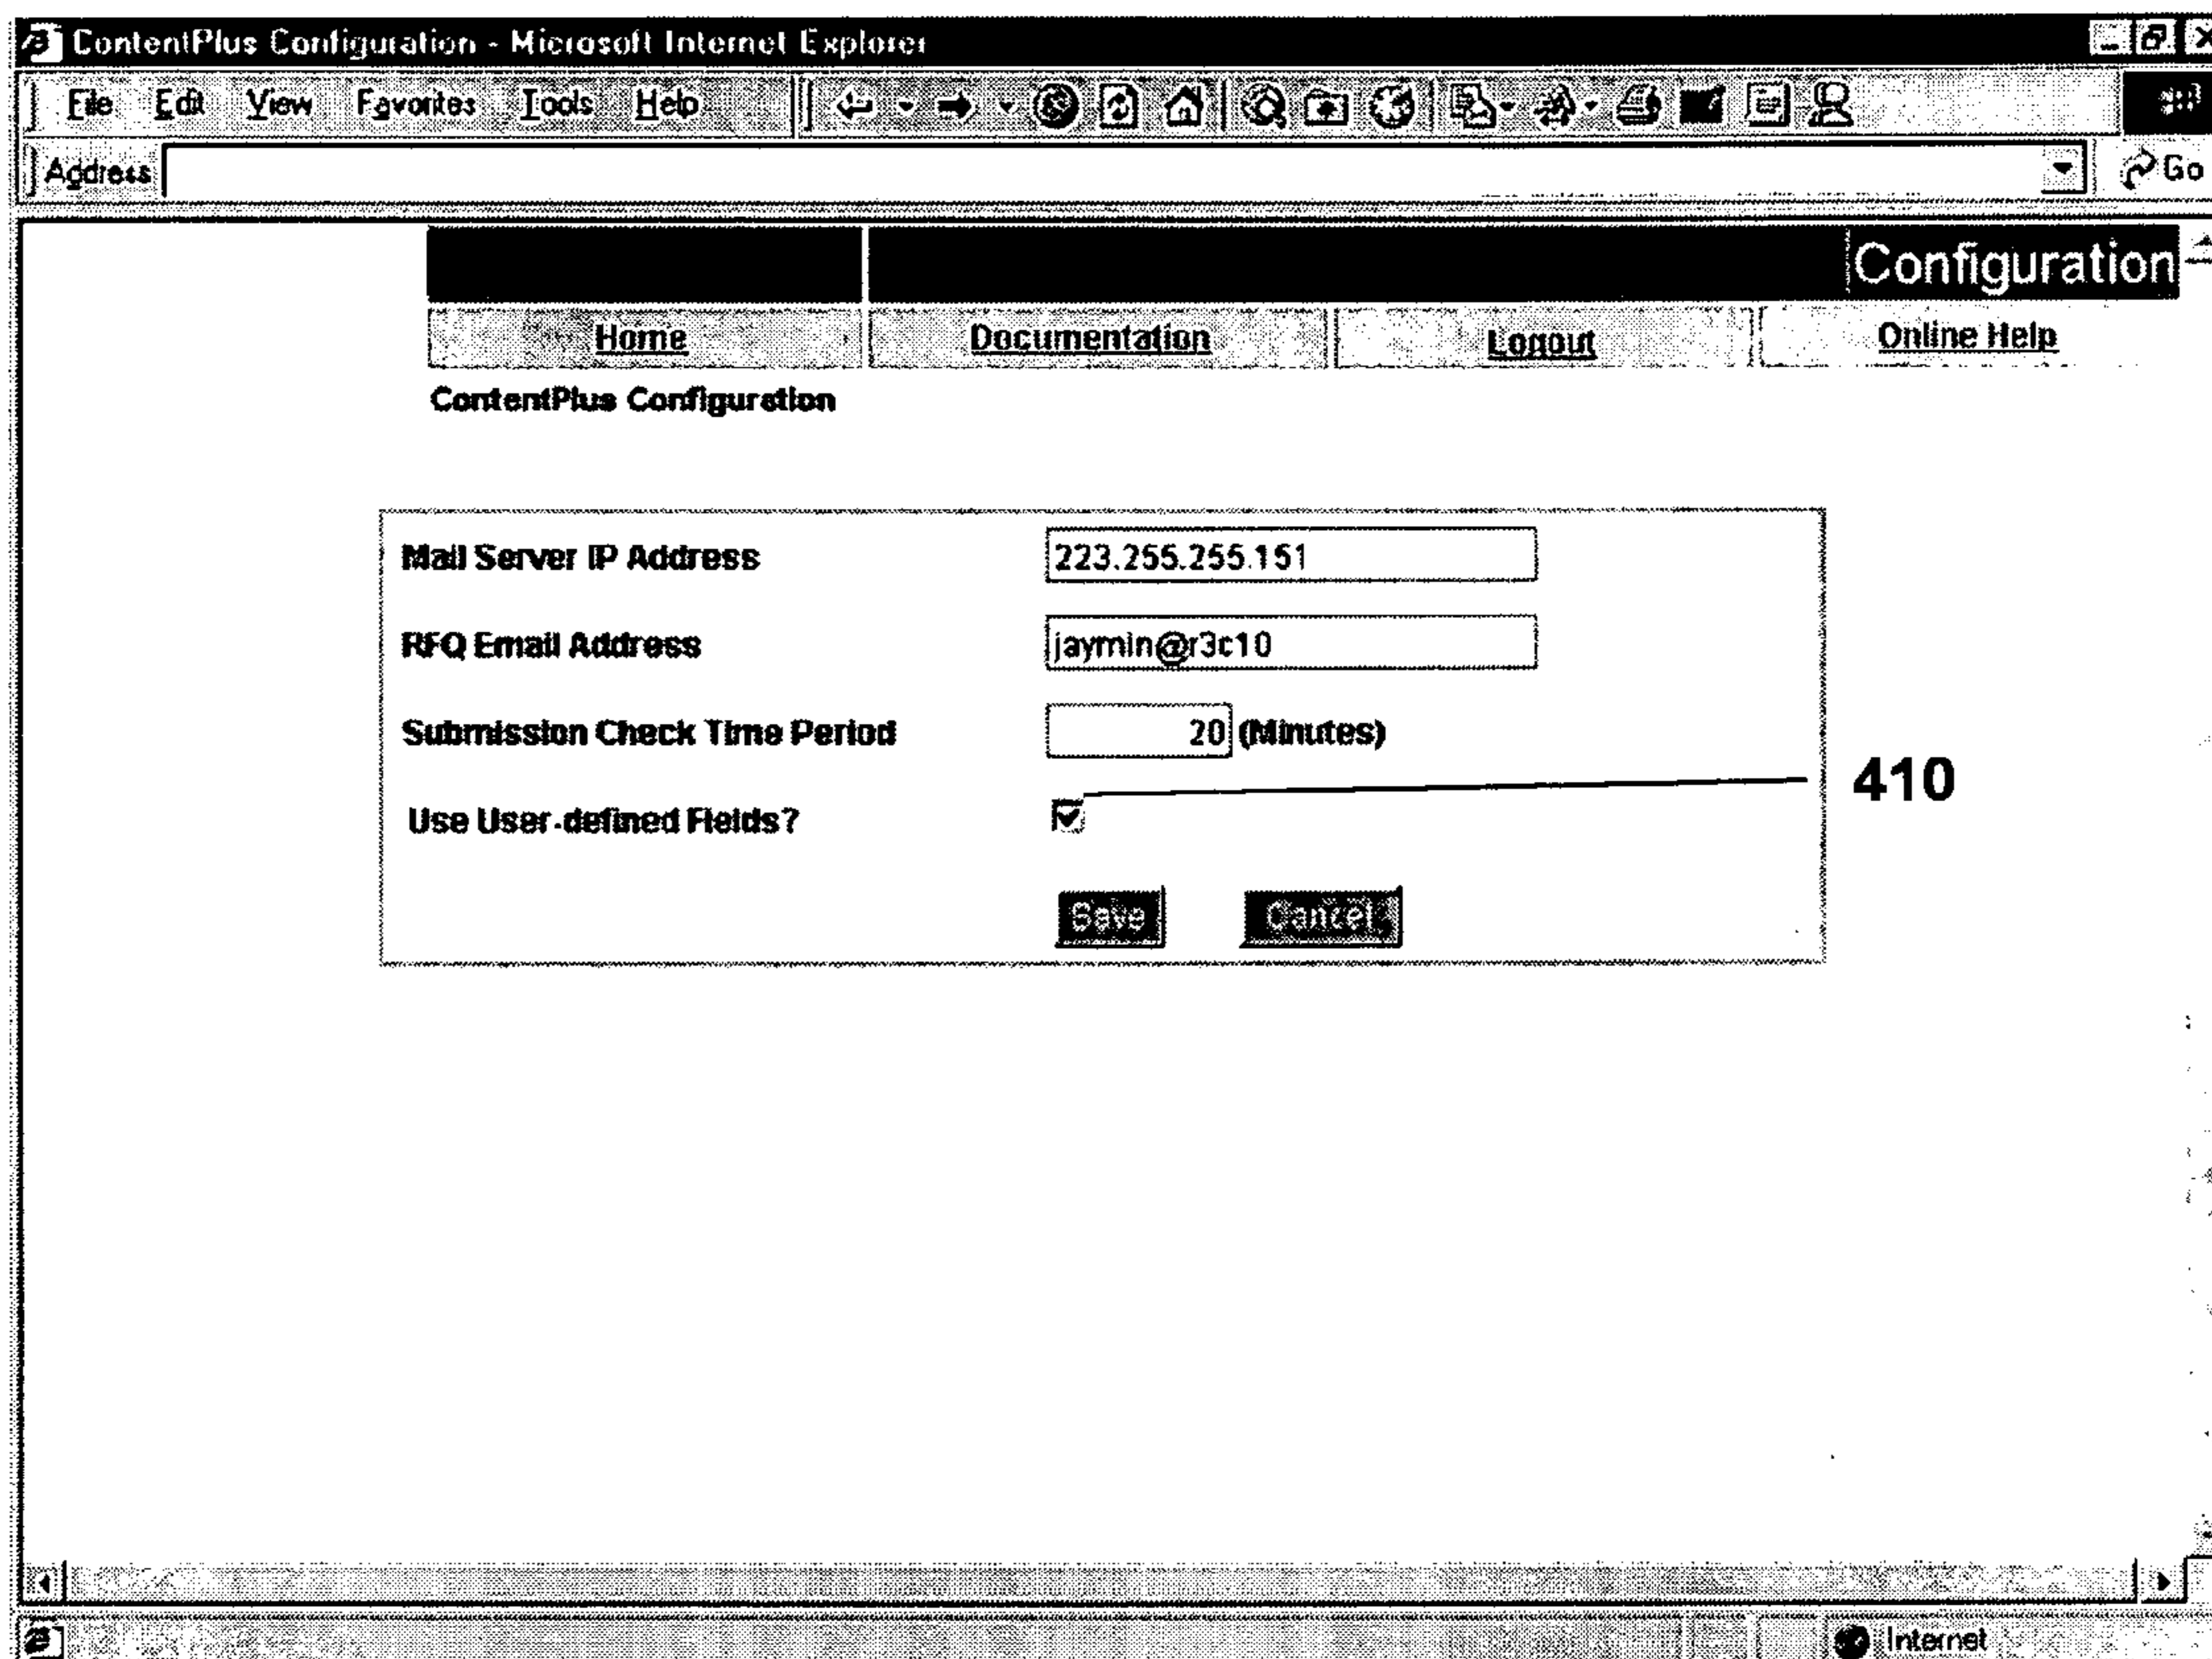 ContentPlus Configuration - Microsoft Internet Explorer
File Edit View Favorites Tools Help
Address Go
Configuration
Home Documentation Logout Online Help
ContentPlus Configuration
Mail Server IP Address 223.255.255.151
RFQ Email Address jaymin@r3c10
Submission Check Time Period 20 (Minutes)
410
Use User-defined Fields?
Save Cancel
Internet